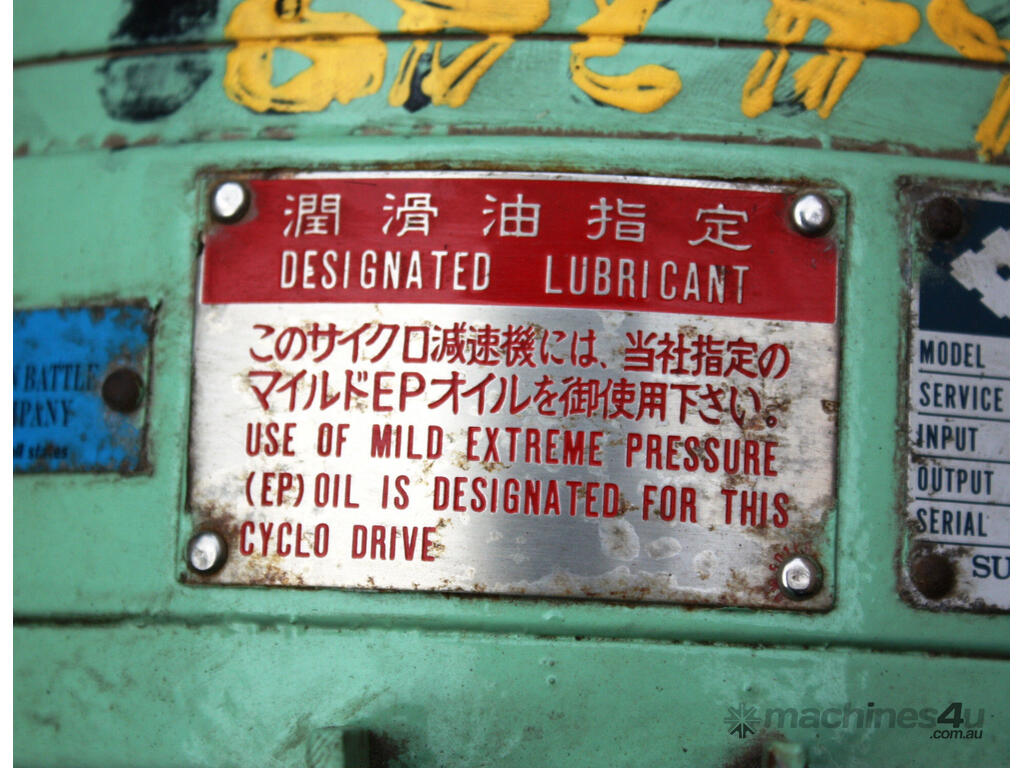 潤滑油指定
DESIGNATED LUBRICANT
このサイクロ減速機には、当社指定の
マイルドEPオイルを御使用下さい。
USE OF MILD EXTREME PRESSURE
(EP) OIL IS DESIGNATED FOR THIS
CYCLO DRIVE
BATTLE
MODEL
SERVICE
INPUT
OUTPUT
SERIAL
SU
machines4u
.com.au